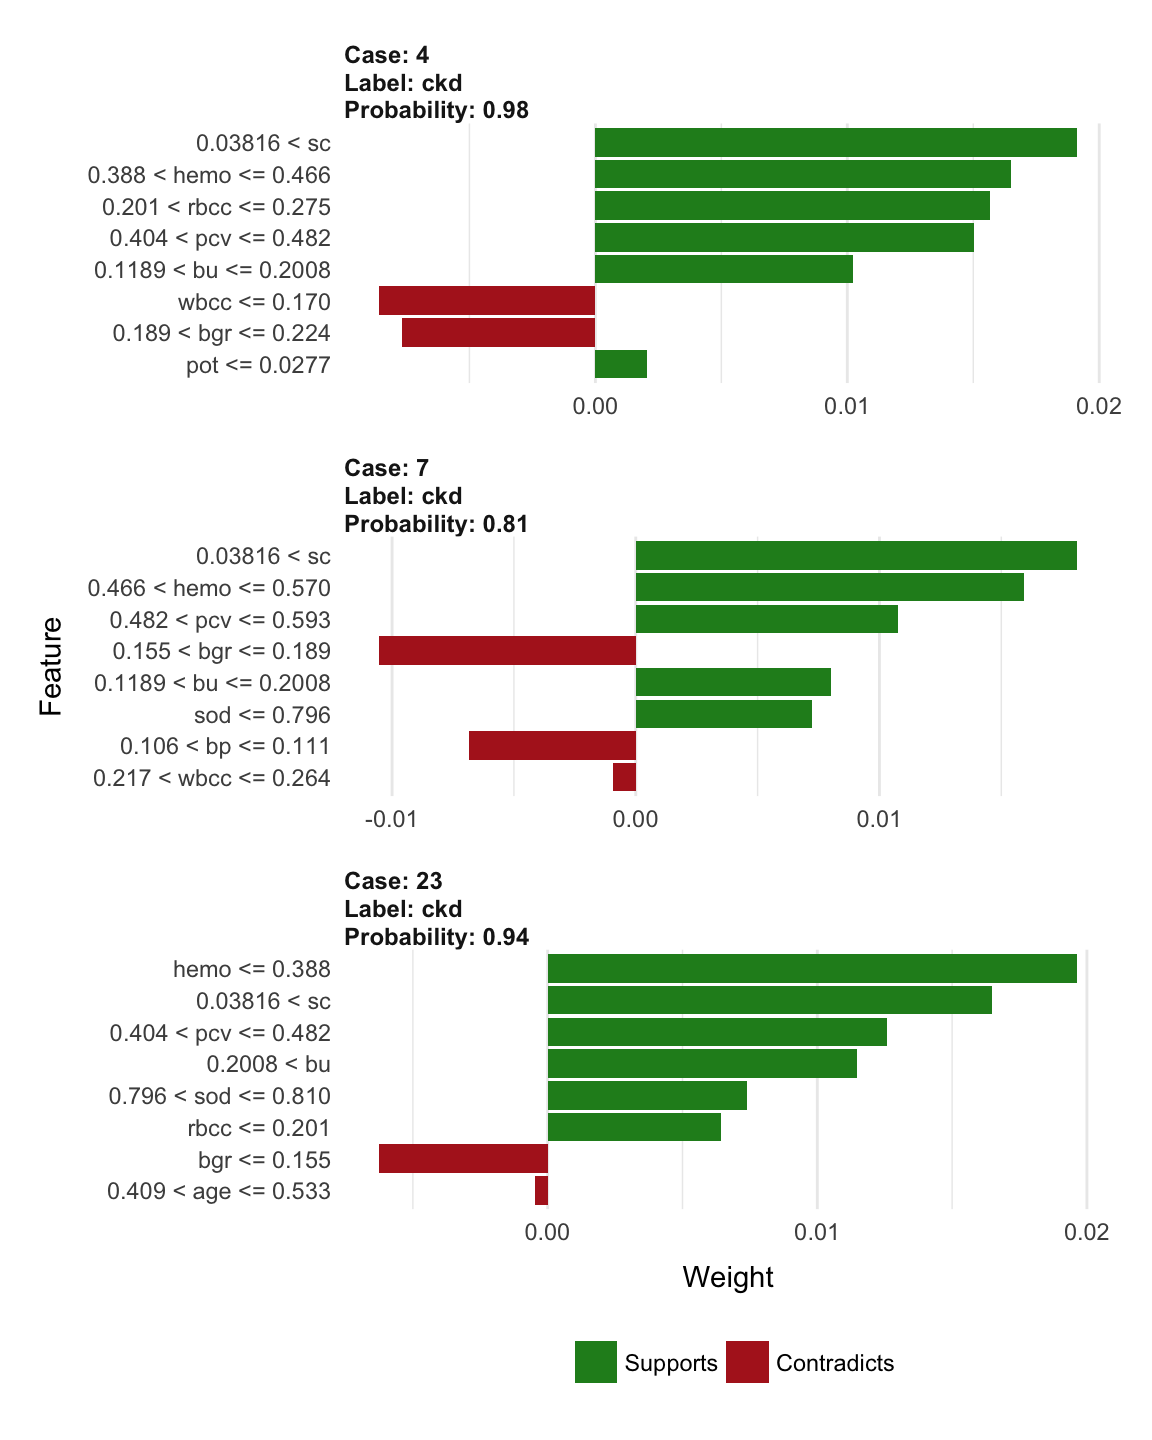 Case: 4
Label: ckd
Probability: 0.98
0.03816 < sc
0.388 < hemo <= 0.466
0.201 < rbcc <= 0.275
0.404 < pcv <= 0.482
0.1189 < bu <= 0.2008
wbcc <= 0.170
0.189 < bgr <= 0.224
pot <= 0.0277
0.00 0.01 0.02
Case: 7
Label: ckd
Probability: 0.81
0.03816 < sc
0.466 < hemo <= 0.570
0.482 < pcv <= 0.593
0.155 < bgr <= 0.189
0.1189 < bu <= 0.2008
sod <= 0.796
0.106 < bp <= 0.111
0.217 < wbcc <= 0.264
-0.01 0.00 0.01
Feature
Case: 23
Label: ckd
Probability: 0.94
hemo <= 0.388
0.03816 < sc
0.404 < pcv <= 0.482
0.2008 < bu
0.796 < sod <= 0.810
rbcc <= 0.201
bgr <= 0.155
0.409 < age <= 0.533
0.00 0.01 0.02
Weight
Supports Contradicts